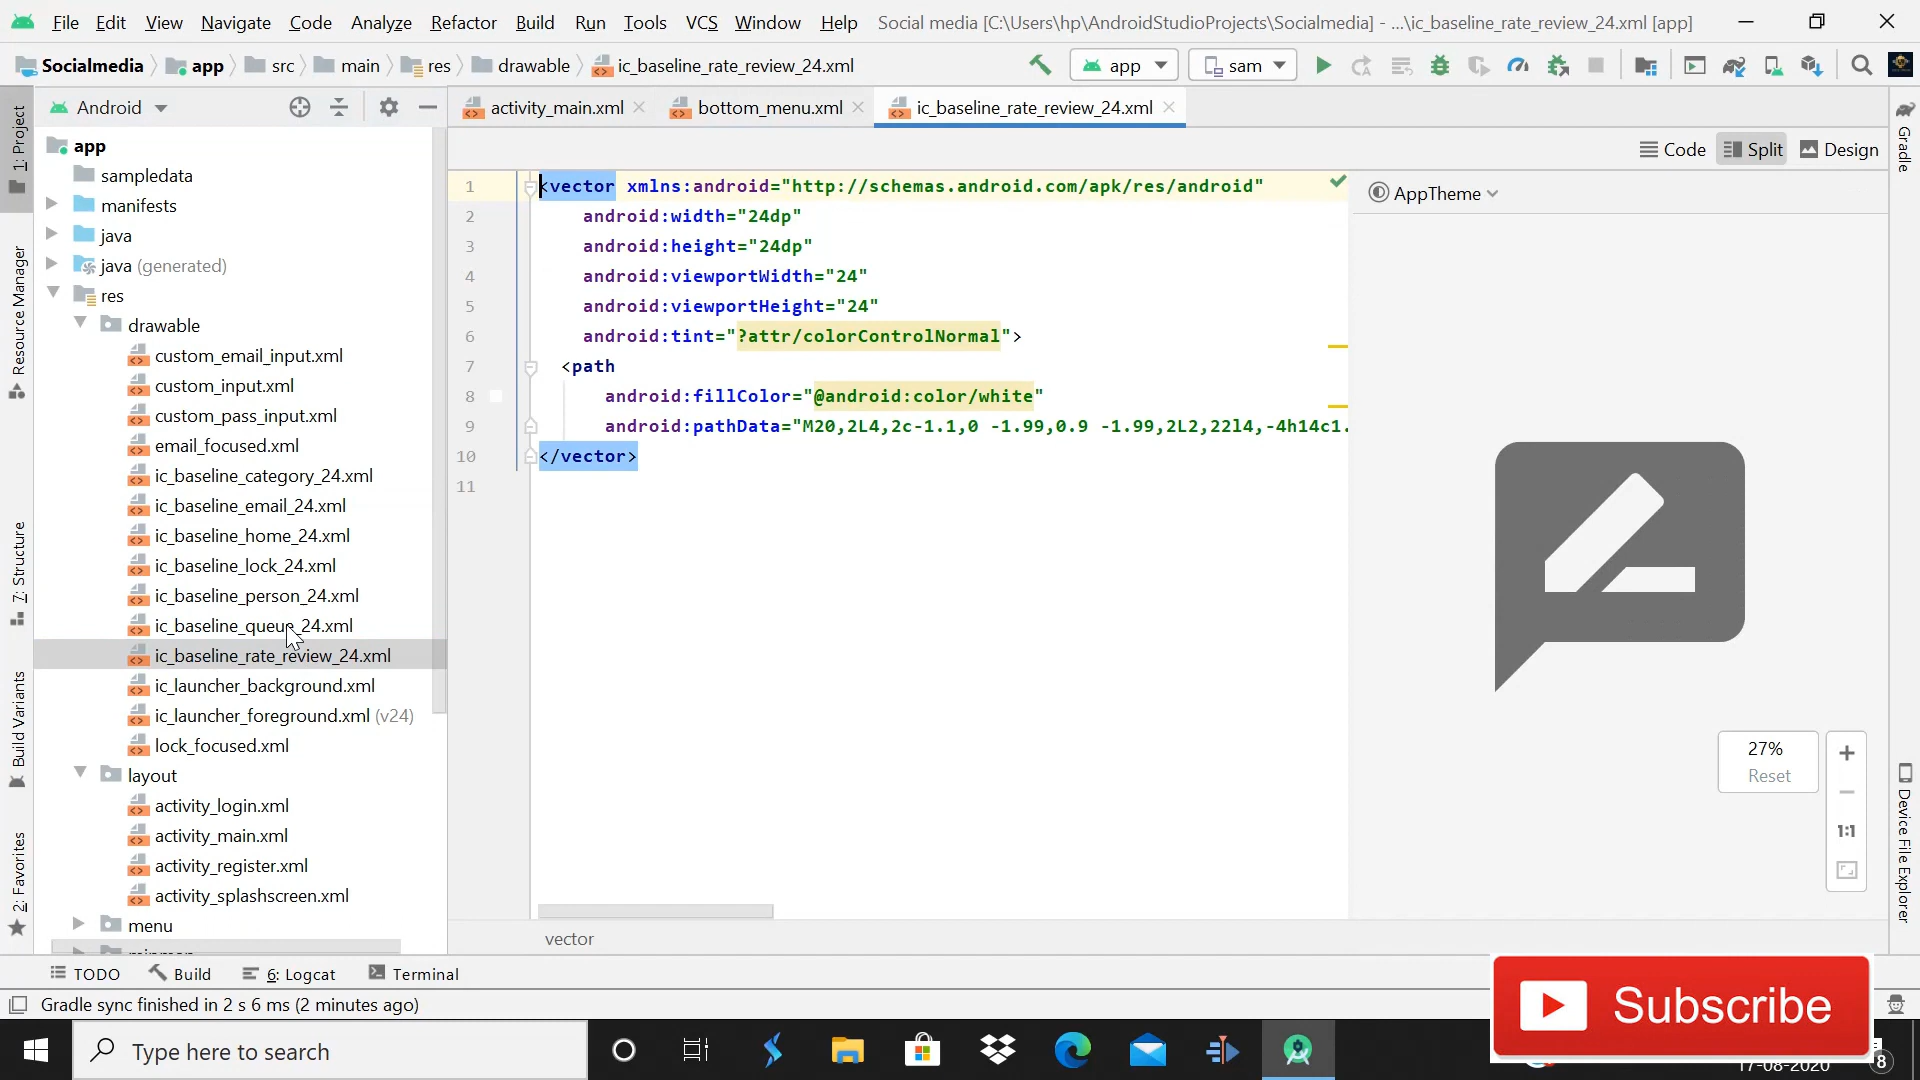 File Edit View Navigate Code Analyze Refactor Build Run Tools VCS Window Help Social media [C:\Users\hp\AndroidStudioProjects\Socialmedia] - ...\ic_baseline_rate_review_24.xml [app]
Socialmedia app src main res drawable ic_baseline_rate_review_24.xml app sam
Android activity_main.xml bottom_menu.xml ic_baseline_rate_review_24.xml
Code Split Design
AppTheme
1: Project
Resource Manager
7: Structure
Build Variants
2: Favorites
app
sampledata
manifests
java
java (generated)
res
drawable
custom_email_input.xml
custom_input.xml
custom_pass_input.xml
email_focused.xml
ic_baseline_category_24.xml
ic_baseline_email_24.xml
ic_baseline_home_24.xml
ic_baseline_lock_24.xml
ic_baseline_person_24.xml
ic_baseline_queue_24.xml
ic_baseline_rate_review_24.xml
ic_launcher_background.xml
ic_launcher_foreground.xml (v24)
lock_focused.xml
layout
activity_login.xml
activity_main.xml
activity_register.xml
activity_splashscreen.xml
menu
1 <vector xmlns:android="http://schemas.android.com/apk/res/android"
2 android:width="24dp"
3 android:height="24dp"
4 android:viewportWidth="24"
5 android:viewportHeight="24"
6 android:tint="?attr/colorControlNormal">
7 <path
8 android:fillColor="@android:color/white"
9 android:pathData="M20,2L4,2c-1.1,0 -1.99,0.9 -1.99,2L2,22l4,-4h14c1.
10 </vector>
11
vector
27%
Reset
1:1
Gradle
Device File Explorer
TODO Build 6: Logcat Terminal
Gradle sync finished in 2 s 6 ms (2 minutes ago)
Subscribe
Type here to search
17-08-2020
8